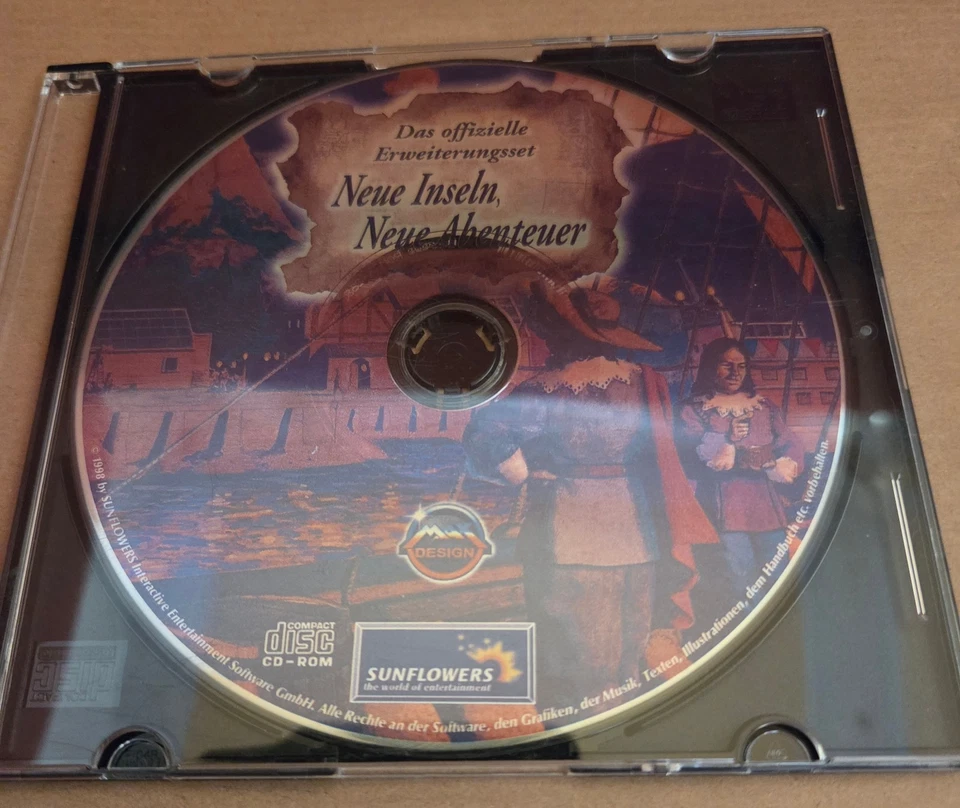 Das offizielle
Erweiterungsset
Neue Inseln,
Neue Abenteuer
MAX
DESIGN
COMPACT
disc
CD-ROM
SUNFLOWERS
the world of entertainment
© 1998 by SUNFLOWERS Interactive Entertainment Software GmbH. Alle Rechte an der Software, den Grafiken, der Musik, Texten, Illustrationen, dem Handbuch etc. vorbehalten.